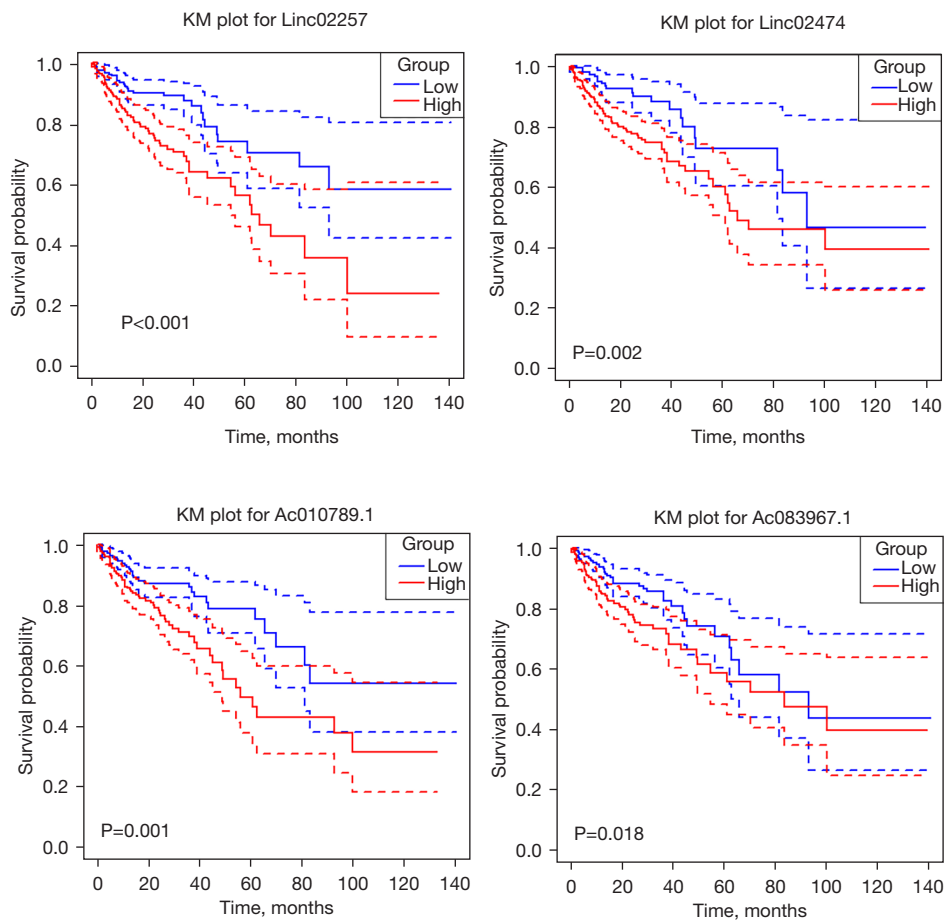 KM plot for Linc02257
Group
Low
High
1.0
0.8
0.6
0.4
0.2
0.0
Survival probability
P<0.001
0 20 40 60 80 100 120 140
Time, months
KM plot for Linc02474
Group
Low
High
1.0
0.8
0.6
0.4
0.2
0.0
Survival probability
P=0.002
0 20 40 60 80 100 120 140
Time, months
KM plot for Ac010789.1
Group
Low
High
1.0
0.8
0.6
0.4
0.2
0.0
Survival probability
P=0.001
0 20 40 60 80 100 120 140
Time, months
KM plot for Ac083967.1
Group
Low
High
1.0
0.8
0.6
0.4
0.2
0.0
Survival probability
P=0.018
0 20 40 60 80 100 120 140
Time, months